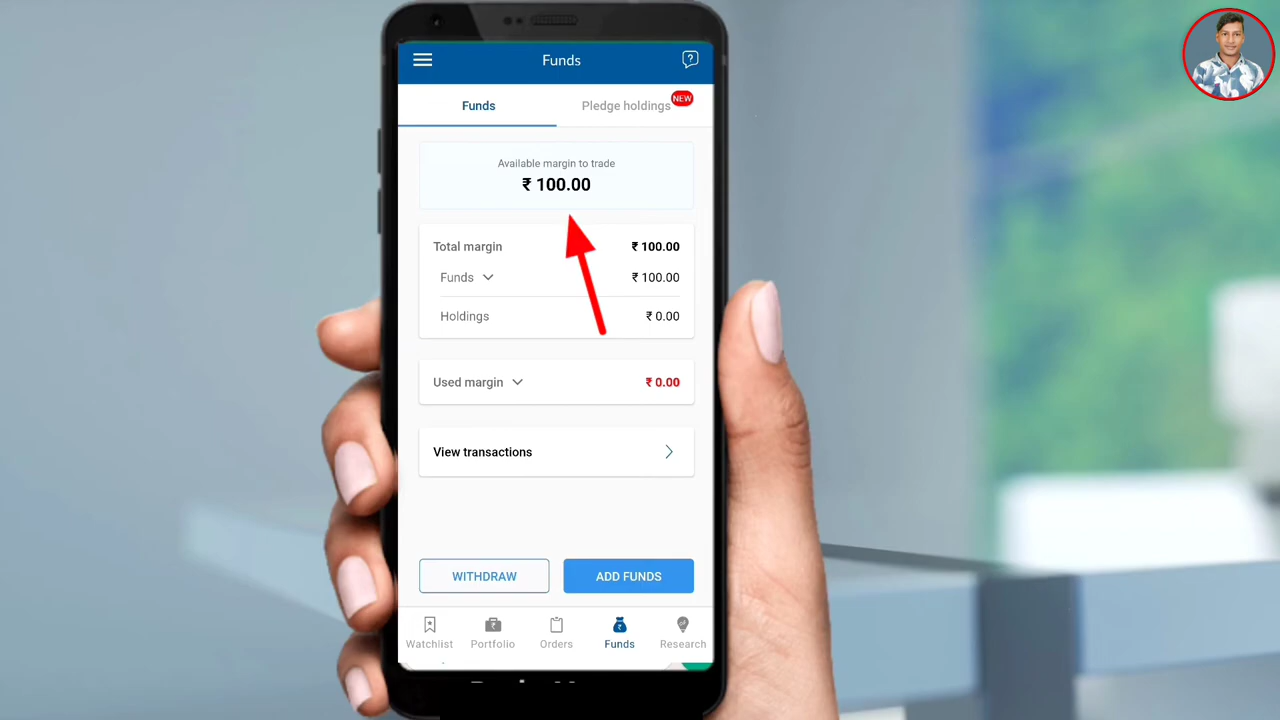 Funds
Funds
Pledge holdings NEW
Available margin to trade
₹ 100.00
Total margin ₹ 100.00
Funds ₹ 100.00
Holdings ₹ 0.00
Used margin ₹ 0.00
View transactions
WITHDRAW ADD FUNDS
Watchlist Portfolio Orders Funds Research